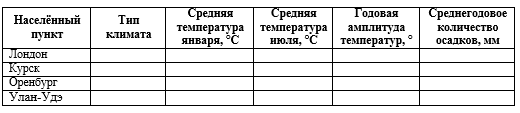 Населённый пункт
Тип климата
Средняя температура января, °С
Средняя температура июля, °С
Годовая амплитуда температур, °
Среднегодовое количество осадков, мм
Лондон
Курск
Оренбург
Улан-Удэ